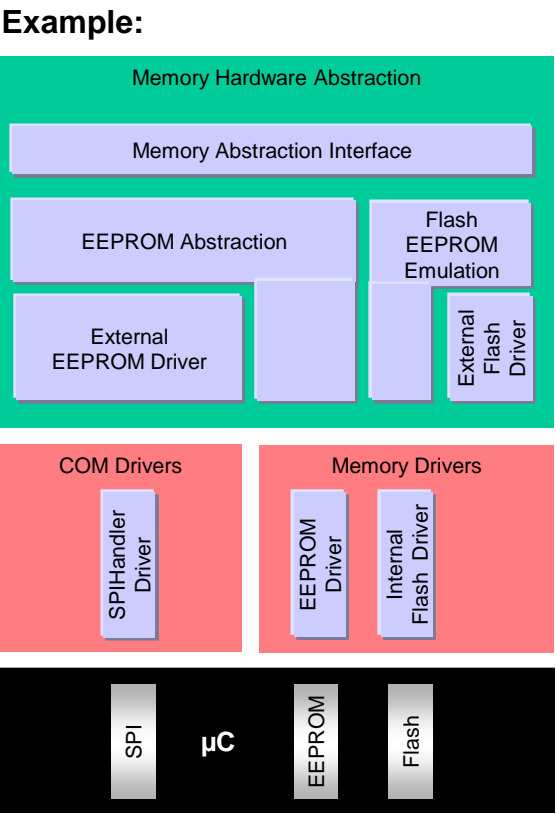 Example:
Memory Hardware Abstraction
Memory Abstraction Interface
EEPROM Abstraction
Flash
EEPROM
Emulation
External
EEPROM Driver
External
Flash
Driver
COM Drivers
Memory Drivers
SPIHandler
Driver
EEPROM
Driver
Internal
Flash Driver
SPI
µC
EEPROM
Flash